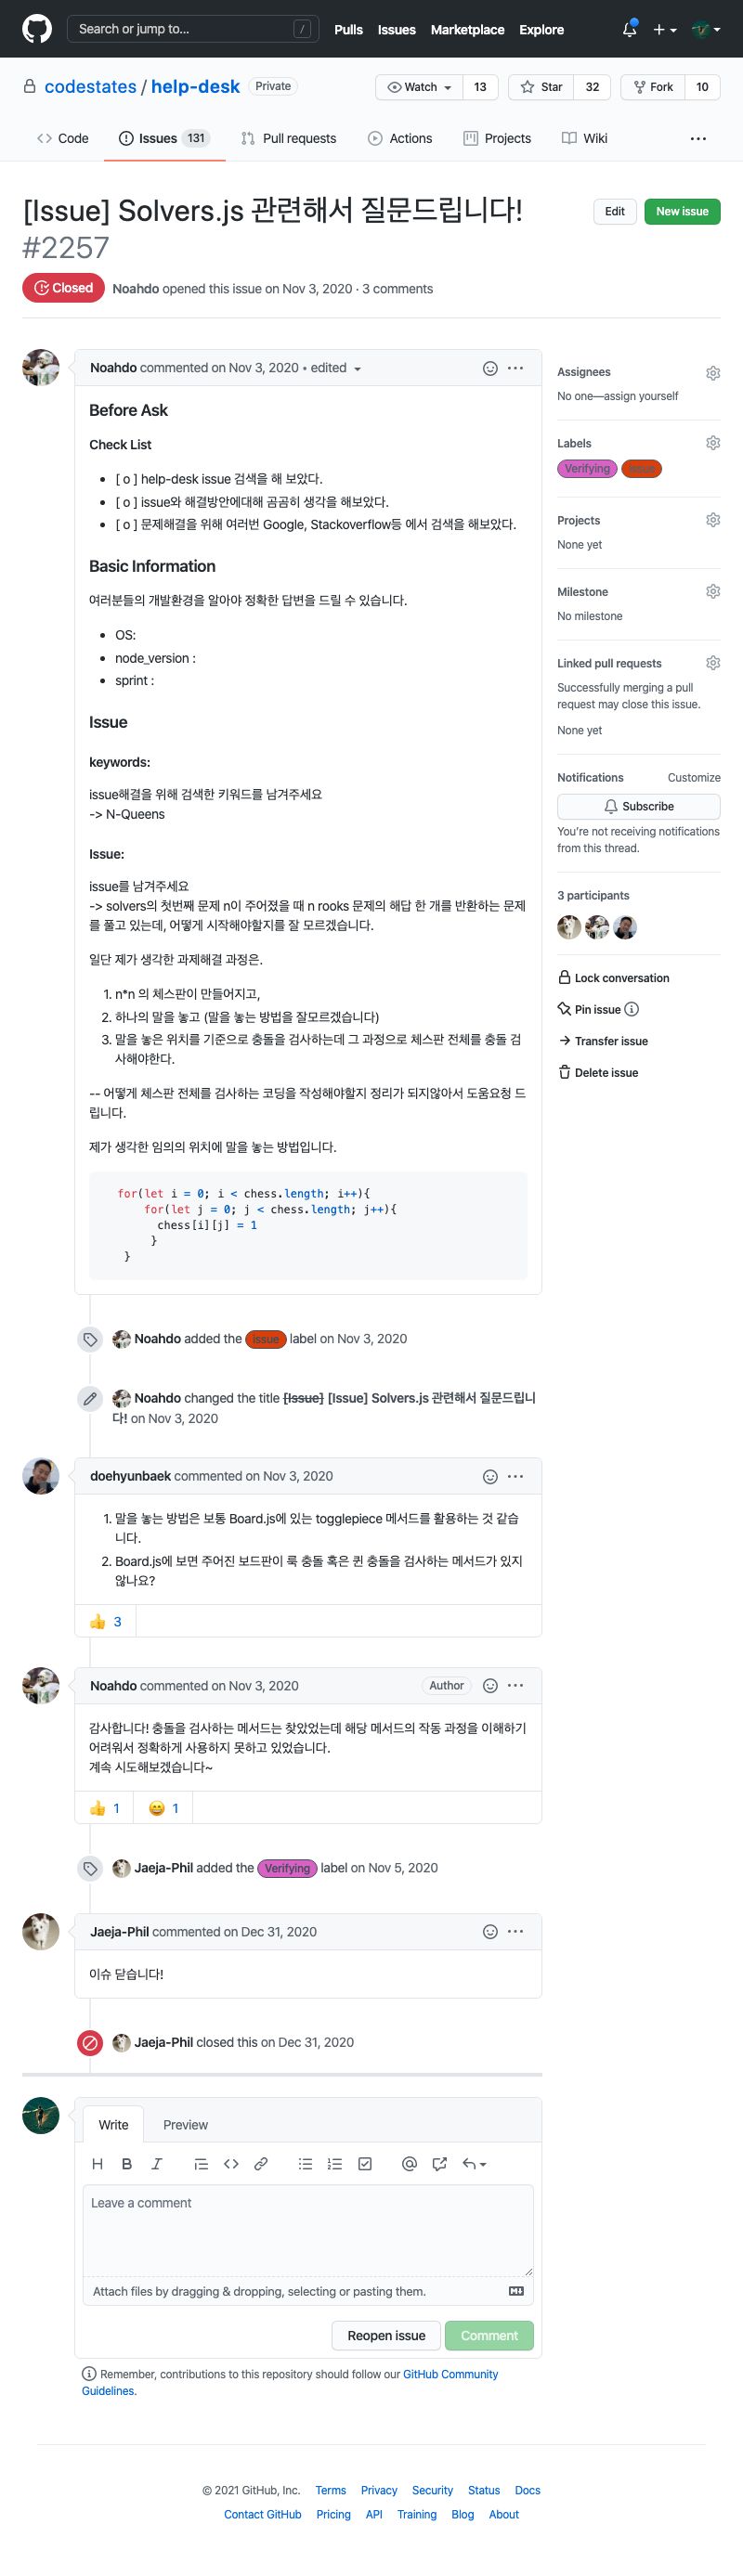 Search or jump to...
/
Pulls Issues Marketplace Explore
codestates / help-desk Private
Watch 13 Star 32 Fork 10
Code Issues 131 Pull requests Actions Projects Wiki
[Issue] Solvers.js 관련해서 질문드립니다!
#2257
Edit New issue
Closed Noahdo opened this issue on Nov 3, 2020 · 3 comments
Noahdo commented on Nov 3, 2020 • edited
Before Ask
Check List
• [ o ] help-desk issue 검색을 해 보았다.
• [ o ] issue와 해결방안에대해 곰곰히 생각을 해보았다.
• [ o ] 문제해결을 위해 여러번 Google, Stackoverflow등 에서 검색을 해보았다.
Basic Information
여러분들의 개발환경을 알아야 정확한 답변을 드릴 수 있습니다.
• OS:
• node_version :
• sprint :
Issue
keywords:
issue해결을 위해 검색한 키워드를 남겨주세요
-> N-Queens
Issue:
issue를 남겨주세요
-> solvers의 첫번째 문제 n이 주어졌을 때 n rooks 문제의 해답 한 개를 반환하는 문제
를 풀고 있는데, 어떻게 시작해야할지를 잘 모르겠습니다.
일단 제가 생각한 과제해결 과정은.
1. n*n 의 체스판이 만들어지고,
2. 하나의 말을 놓고 (말을 놓는 방법을 잘모르겠습니다)
3. 말을 놓은 위치를 기준으로 충돌을 검사하는데 그 과정으로 체스판 전체를 충돌 검
사해야한다.
-- 어떻게 체스판 전체를 검사하는 코딩을 작성해야할지 정리가 되지않아서 도움요청 드
립니다.
제가 생각한 임의의 위치에 말을 놓는 방법입니다.
for(let i = 0; i < chess.length; i++){
for(let j = 0; j < chess.length; j++){
chess[i][j] = 1
}
}
Noahdo added the issue label on Nov 3, 2020
Noahdo changed the title [Issue] [Issue] Solvers.js 관련해서 질문드립니
다! on Nov 3, 2020
doehyunbaek commented on Nov 3, 2020
1. 말을 놓는 방법은 보통 Board.js에 있는 togglepiece 메서드를 활용하는 것 같습
니다.
2. Board.js에 보면 주어진 보드판이 룩 충돌 혹은 퀸 충돌을 검사하는 메서드가 있지
않나요?
👍 3
Noahdo commented on Nov 3, 2020 Author
감사합니다! 충돌을 검사하는 메서드는 찾았었는데 해당 메서드의 작동 과정을 이해하기
어려워서 정확하게 사용하지 못하고 있었습니다.
계속 시도해보겠습니다~
👍 1 😄 1
Jaeja-Phil added the Verifying label on Nov 5, 2020
Jaeja-Phil commented on Dec 31, 2020
이슈 닫습니다!
Jaeja-Phil closed this on Dec 31, 2020
Write Preview
Leave a comment
Attach files by dragging & dropping, selecting or pasting them.
Reopen issue Comment
Remember, contributions to this repository should follow our GitHub Community
Guidelines.
Assignees
No one—assign yourself
Labels
Verifying issue
Projects
None yet
Milestone
No milestone
Linked pull requests
Successfully merging a pull
request may close this issue.
None yet
Notifications Customize
Subscribe
You're not receiving notifications
from this thread.
3 participants
Lock conversation
Pin issue
Transfer issue
Delete issue
© 2021 GitHub, Inc. Terms Privacy Security Status Docs
Contact GitHub Pricing API Training Blog About